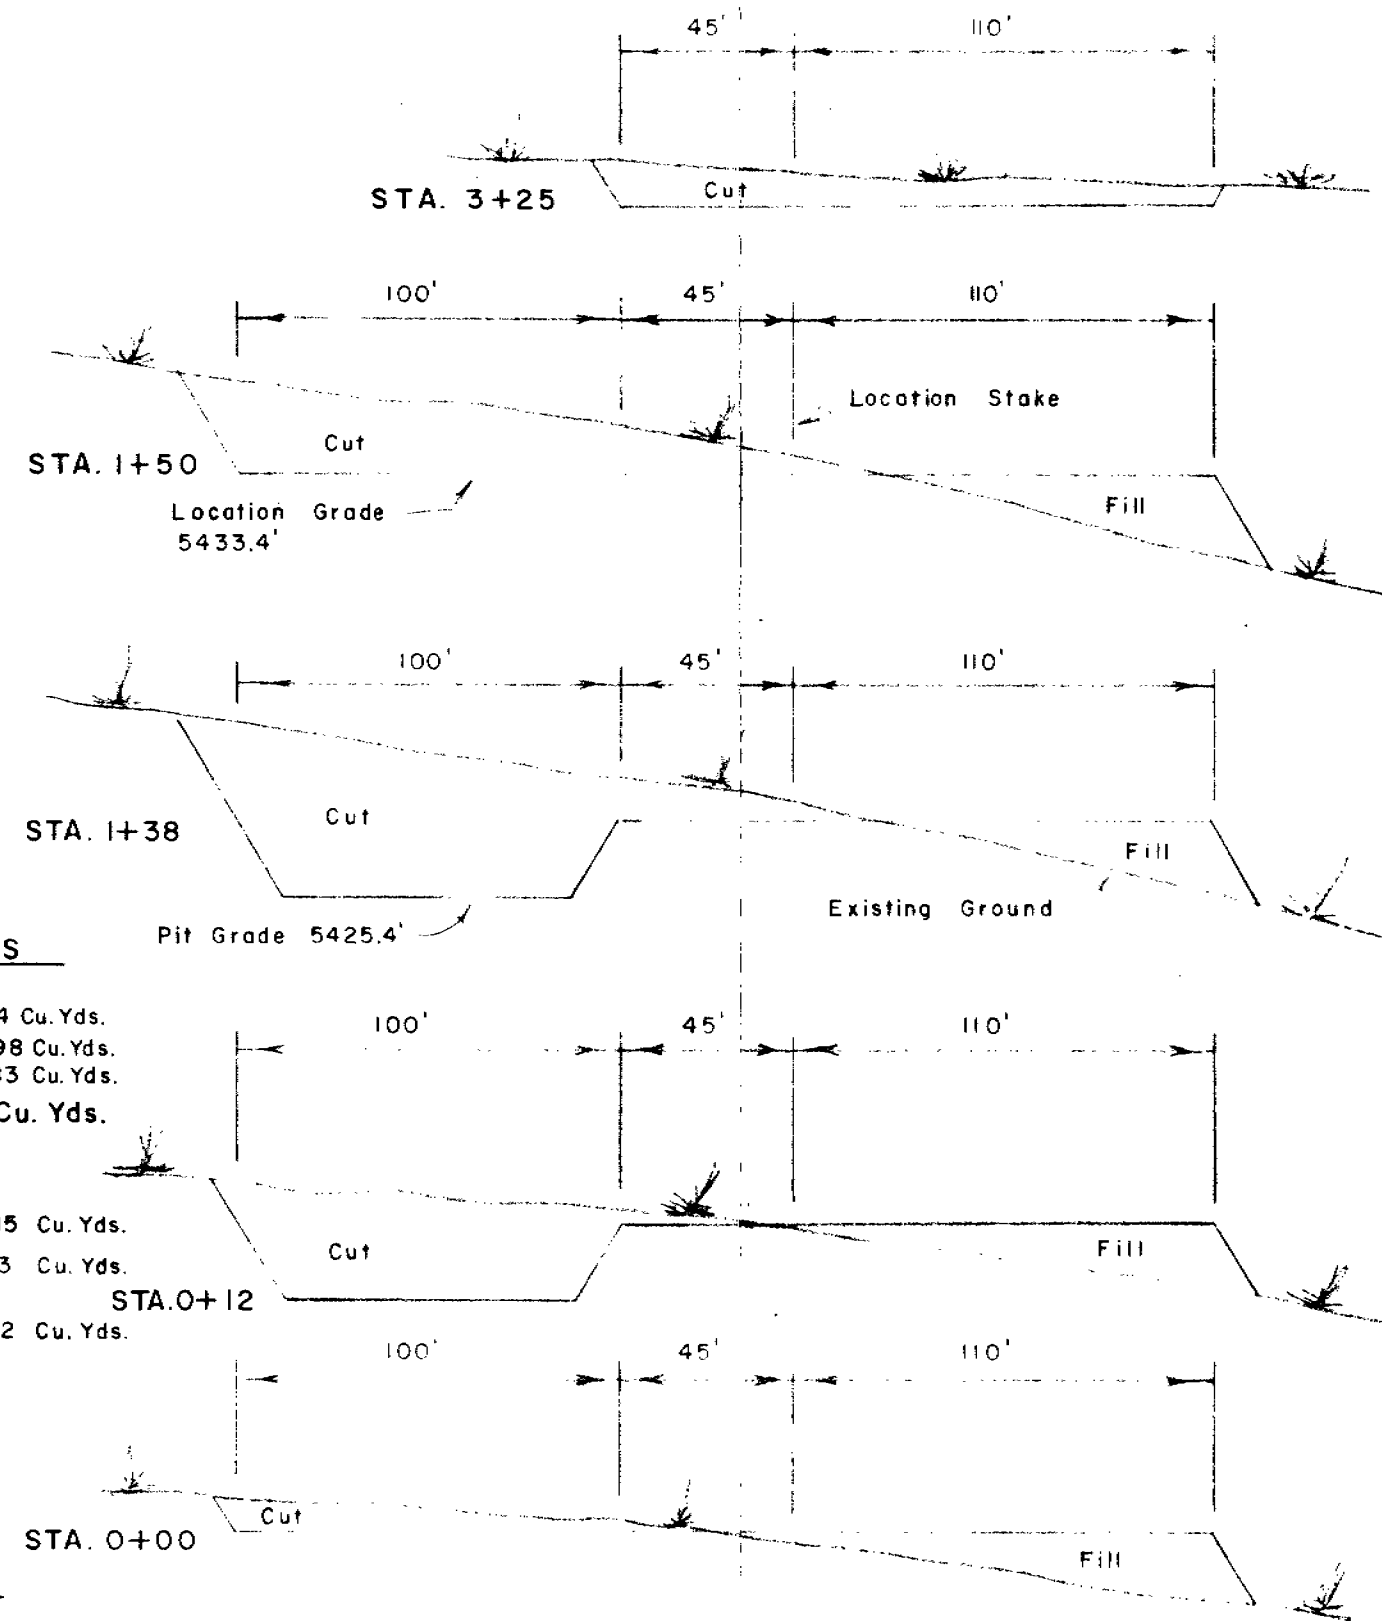 45' 110'
Cut
STA. 3+25
100' 45' 110'
Location Stake
Cut
STA. 1+50
Fill
Location Grade
5433.4'
100' 45' 110'
Cut
STA. 1+38
Fill
Existing Ground
Pit Grade 5425.4'
S
4 Cu. Yds.
98 Cu. Yds.
33 Cu. Yds.
Cu. Yds.
100' 45' 110'
15 Cu. Yds.
Cut
Fill
3 Cu. Yds.
STA. 0+12
2 Cu. Yds.
100' 45' 110'
Cut
STA. 0+00
Fill